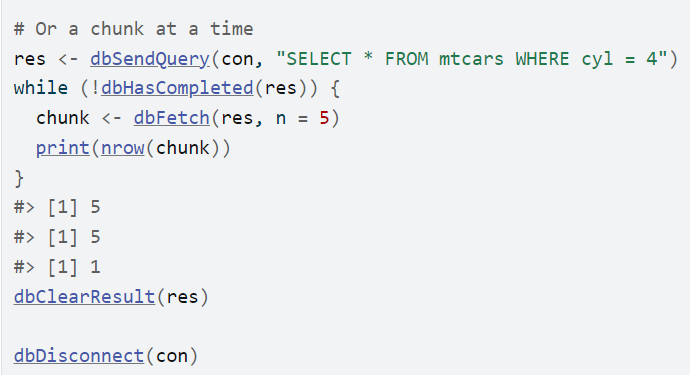 # Or a chunk at a time
res <- dbSendQuery(con, "SELECT * FROM mtcars WHERE cyl = 4")
while (!dbHasCompleted(res)) {
  chunk <- dbFetch(res, n = 5)
  print(nrow(chunk))
}
#> [1] 5
#> [1] 5
#> [1] 1
dbClearResult(res)

dbDisconnect(con)